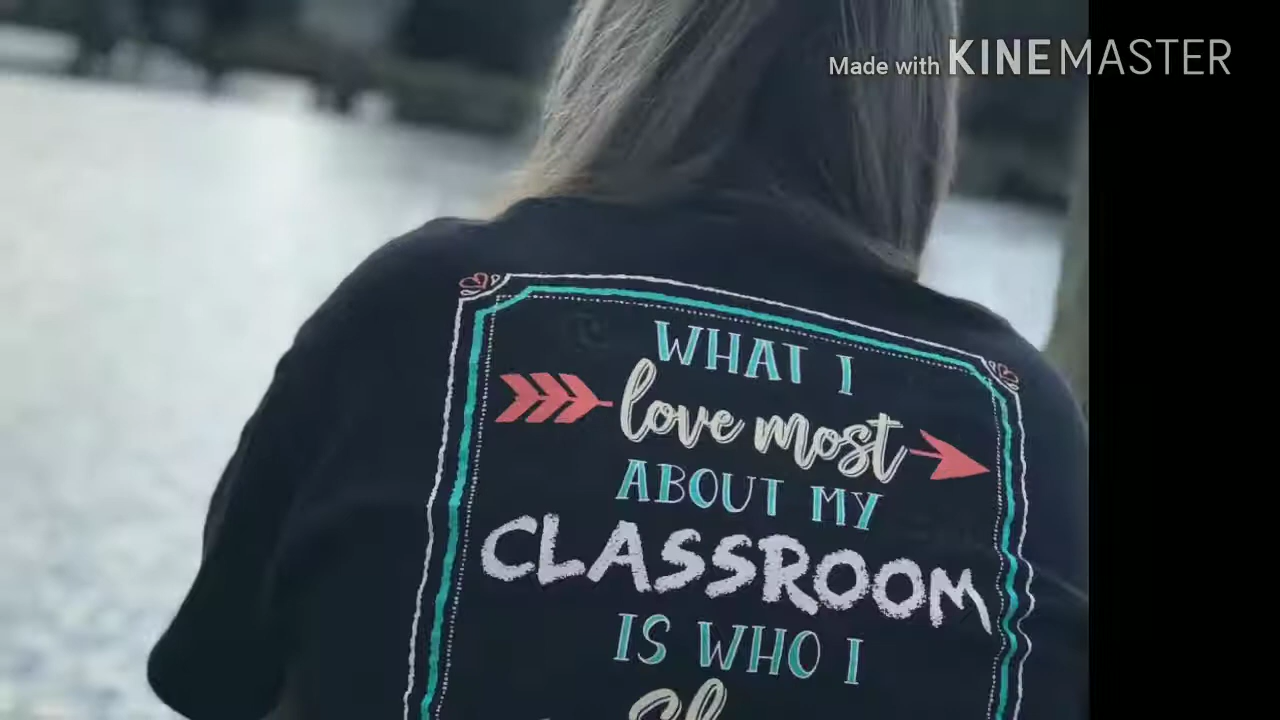 Made with KINEMASTER
WHAT I
love most
ABOUT MY
CLASSROOM
IS WHO I